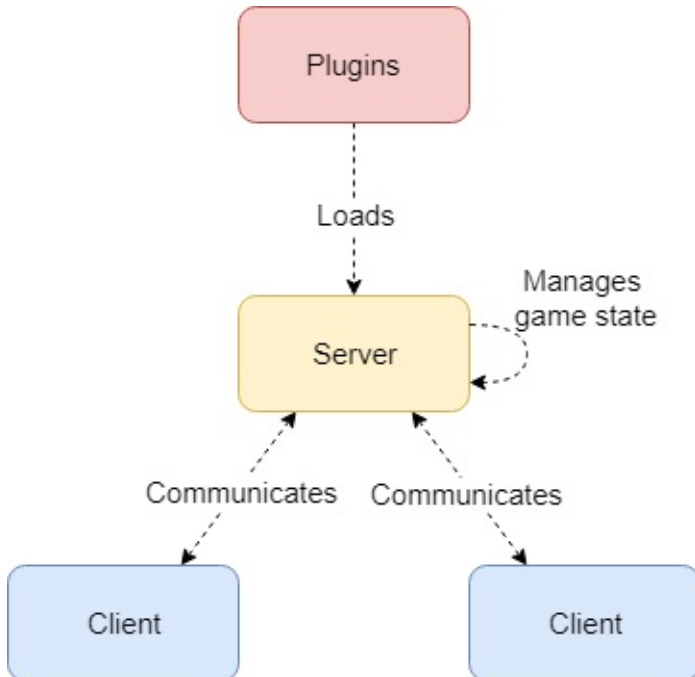 Plugins
Loads
Manages
game state
Server
Communicates
Communicates
Client
Client